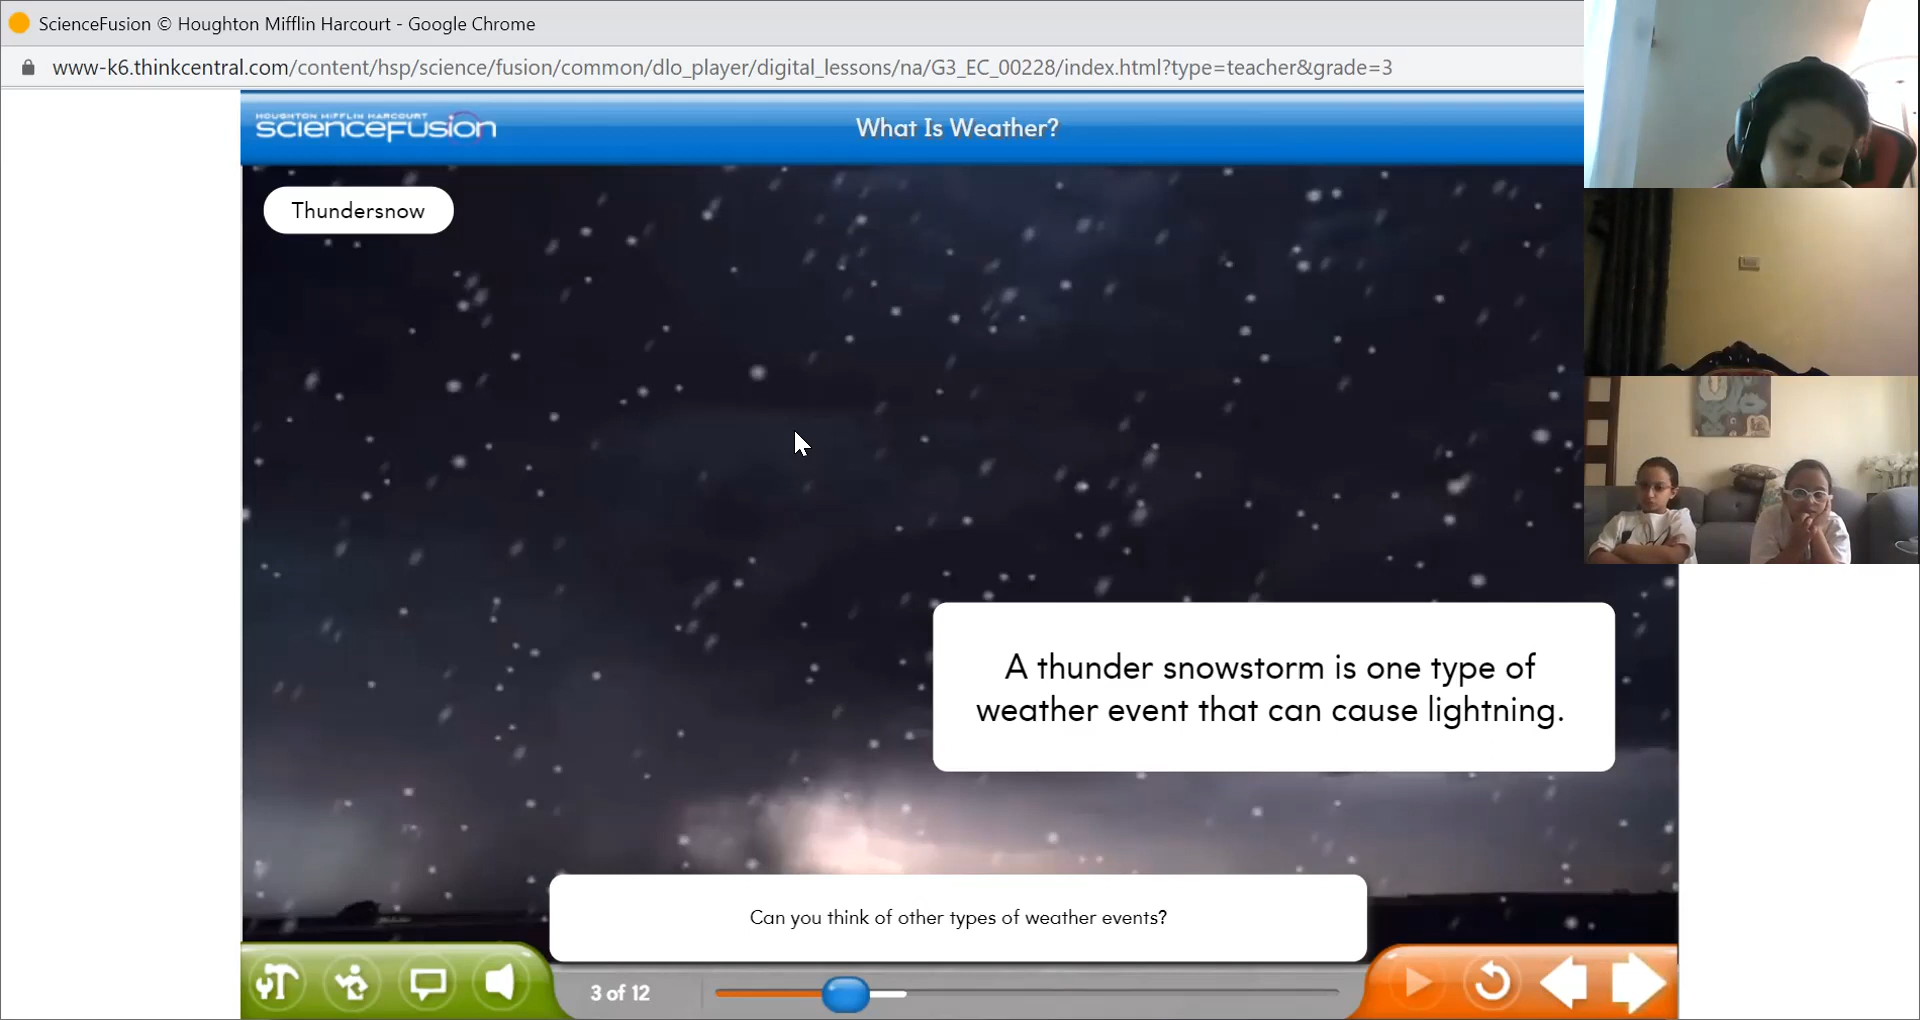 ScienceFusion © Houghton Mifflin Harcourt - Google Chrome
www-k6.thinkcentral.com/content/hsp/science/fusion/common/dlo_player/digital_lessons/na/G3_EC_00228/index.html?type=teacher&grade=3
HOUGHTON MIFFLIN HARCOURT
SCIENCEFUSION
What Is Weather?
Thundersnow
A thunder snowstorm is one type of
weather event that can cause lightning.
Can you think of other types of weather events?
3 of 12